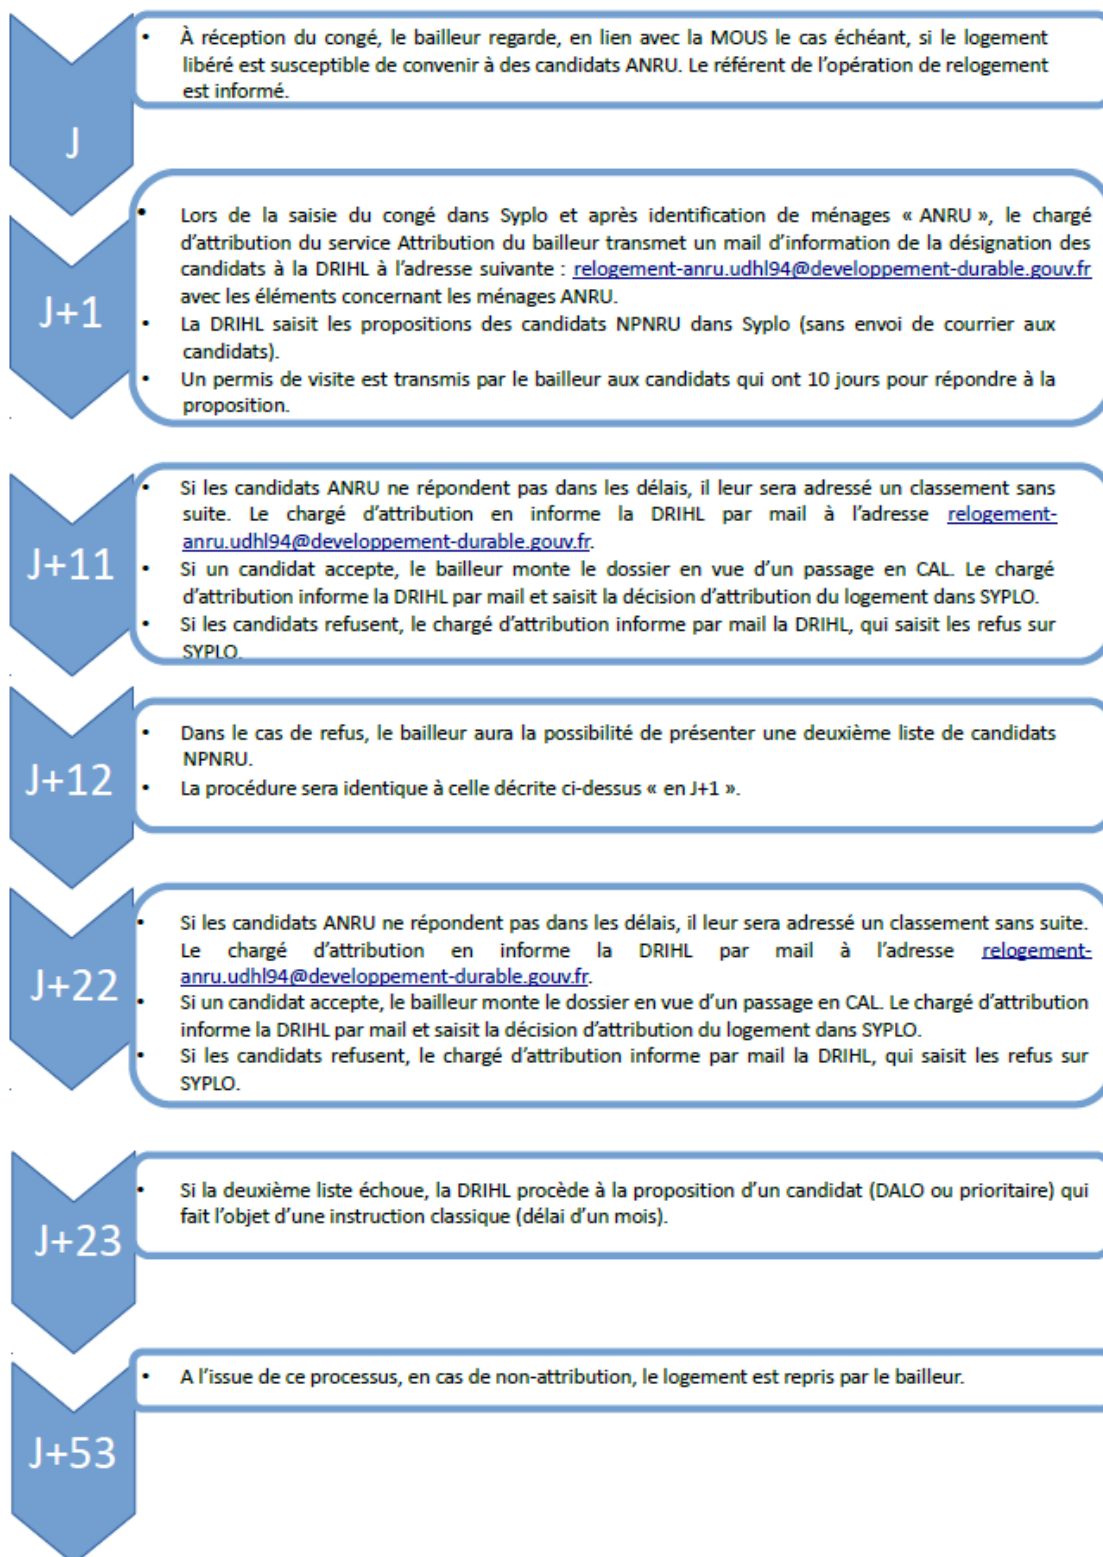 J
• À réception du congé, le bailleur regarde, en lien avec la MOUS le cas échéant, si le logement
libéré est susceptible de convenir à des candidats ANRU. Le référent de l'opération de relogement
est informé.
J+1
• Lors de la saisie du congé dans Syplo et après identification de ménages « ANRU », le chargé
d'attribution du service Attribution du bailleur transmet un mail d'information de la désignation des
candidats à la DRIHL à l'adresse suivante : relogement-anru.udhl94@developpement-durable.gouv.fr
avec les éléments concernant les ménages ANRU.
• La DRIHL saisit les propositions des candidats NPNRU dans Syplo (sans envoi de courrier aux
candidats).
• Un permis de visite est transmis par le bailleur aux candidats qui ont 10 jours pour répondre à la
proposition.
J+11
• Si les candidats ANRU ne répondent pas dans les délais, il leur sera adressé un classement sans
suite. Le chargé d'attribution en informe la DRIHL par mail à l'adresse relogement-
anru.udhl94@developpement-durable.gouv.fr.
• Si un candidat accepte, le bailleur monte le dossier en vue d'un passage en CAL. Le chargé
d'attribution informe la DRIHL par mail et saisit la décision d'attribution du logement dans SYPLO.
• Si les candidats refusent, le chargé d'attribution informe par mail la DRIHL, qui saisit les refus sur
SYPLO.
J+12
• Dans le cas de refus, le bailleur aura la possibilité de présenter une deuxième liste de candidats
NPNRU.
• La procédure sera identique à celle décrite ci-dessus « en J+1 ».
J+22
• Si les candidats ANRU ne répondent pas dans les délais, il leur sera adressé un classement sans suite.
Le chargé d'attribution en informe la DRIHL par mail à l'adresse relogement-
anru.udhl94@developpement-durable.gouv.fr.
• Si un candidat accepte, le bailleur monte le dossier en vue d'un passage en CAL. Le chargé d'attribution
informe la DRIHL par mail et saisit la décision d'attribution du logement dans SYPLO.
• Si les candidats refusent, le chargé d'attribution informe par mail la DRIHL, qui saisit les refus sur
SYPLO.
J+23
• Si la deuxième liste échoue, la DRIHL procède à la proposition d'un candidat (DALO ou prioritaire) qui
fait l'objet d'une instruction classique (délai d'un mois).
J+53
• A l'issue de ce processus, en cas de non-attribution, le logement est repris par le bailleur.